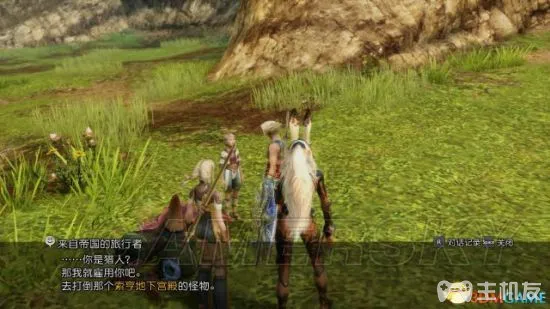 来自帝国的旅行者
……你是猎人？
那我就雇用你吧。
去打倒那个索亨地下宫殿的怪物。
对话记录 关闭
GAMERSKY
3DMGAME
主机友